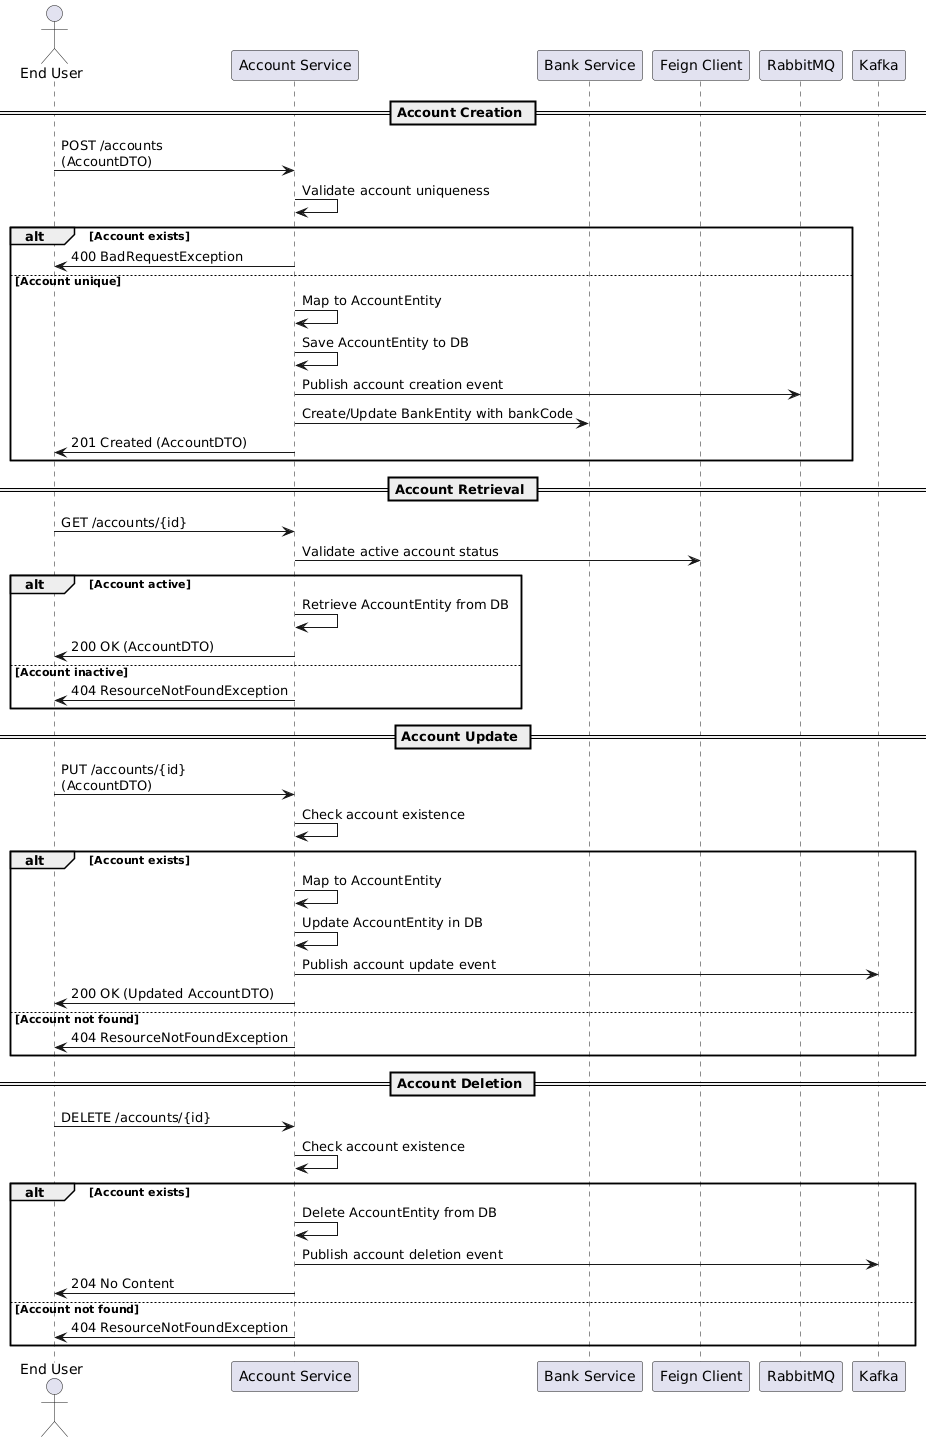 End User
Account Service
Bank Service
Feign Client
RabbitMQ
Kafka
Account Creation
POST /accounts
(AccountDTO)
Validate account uniqueness
alt [Account exists]
400 BadRequestException
[Account unique]
Map to AccountEntity
Save AccountEntity to DB
Publish account creation event
Create/Update BankEntity with bankCode
201 Created (AccountDTO)
Account Retrieval
GET /accounts/{id}
Validate active account status
alt [Account active]
Retrieve AccountEntity from DB
200 OK (AccountDTO)
[Account inactive]
404 ResourceNotFoundException
Account Update
PUT /accounts/{id}
(AccountDTO)
Check account existence
alt [Account exists]
Map to AccountEntity
Update AccountEntity in DB
Publish account update event
200 OK (Updated AccountDTO)
[Account not found]
404 ResourceNotFoundException
Account Deletion
DELETE /accounts/{id}
Check account existence
alt [Account exists]
Delete AccountEntity from DB
Publish account deletion event
204 No Content
[Account not found]
404 ResourceNotFoundException
End User
Account Service
Bank Service
Feign Client
RabbitMQ
Kafka